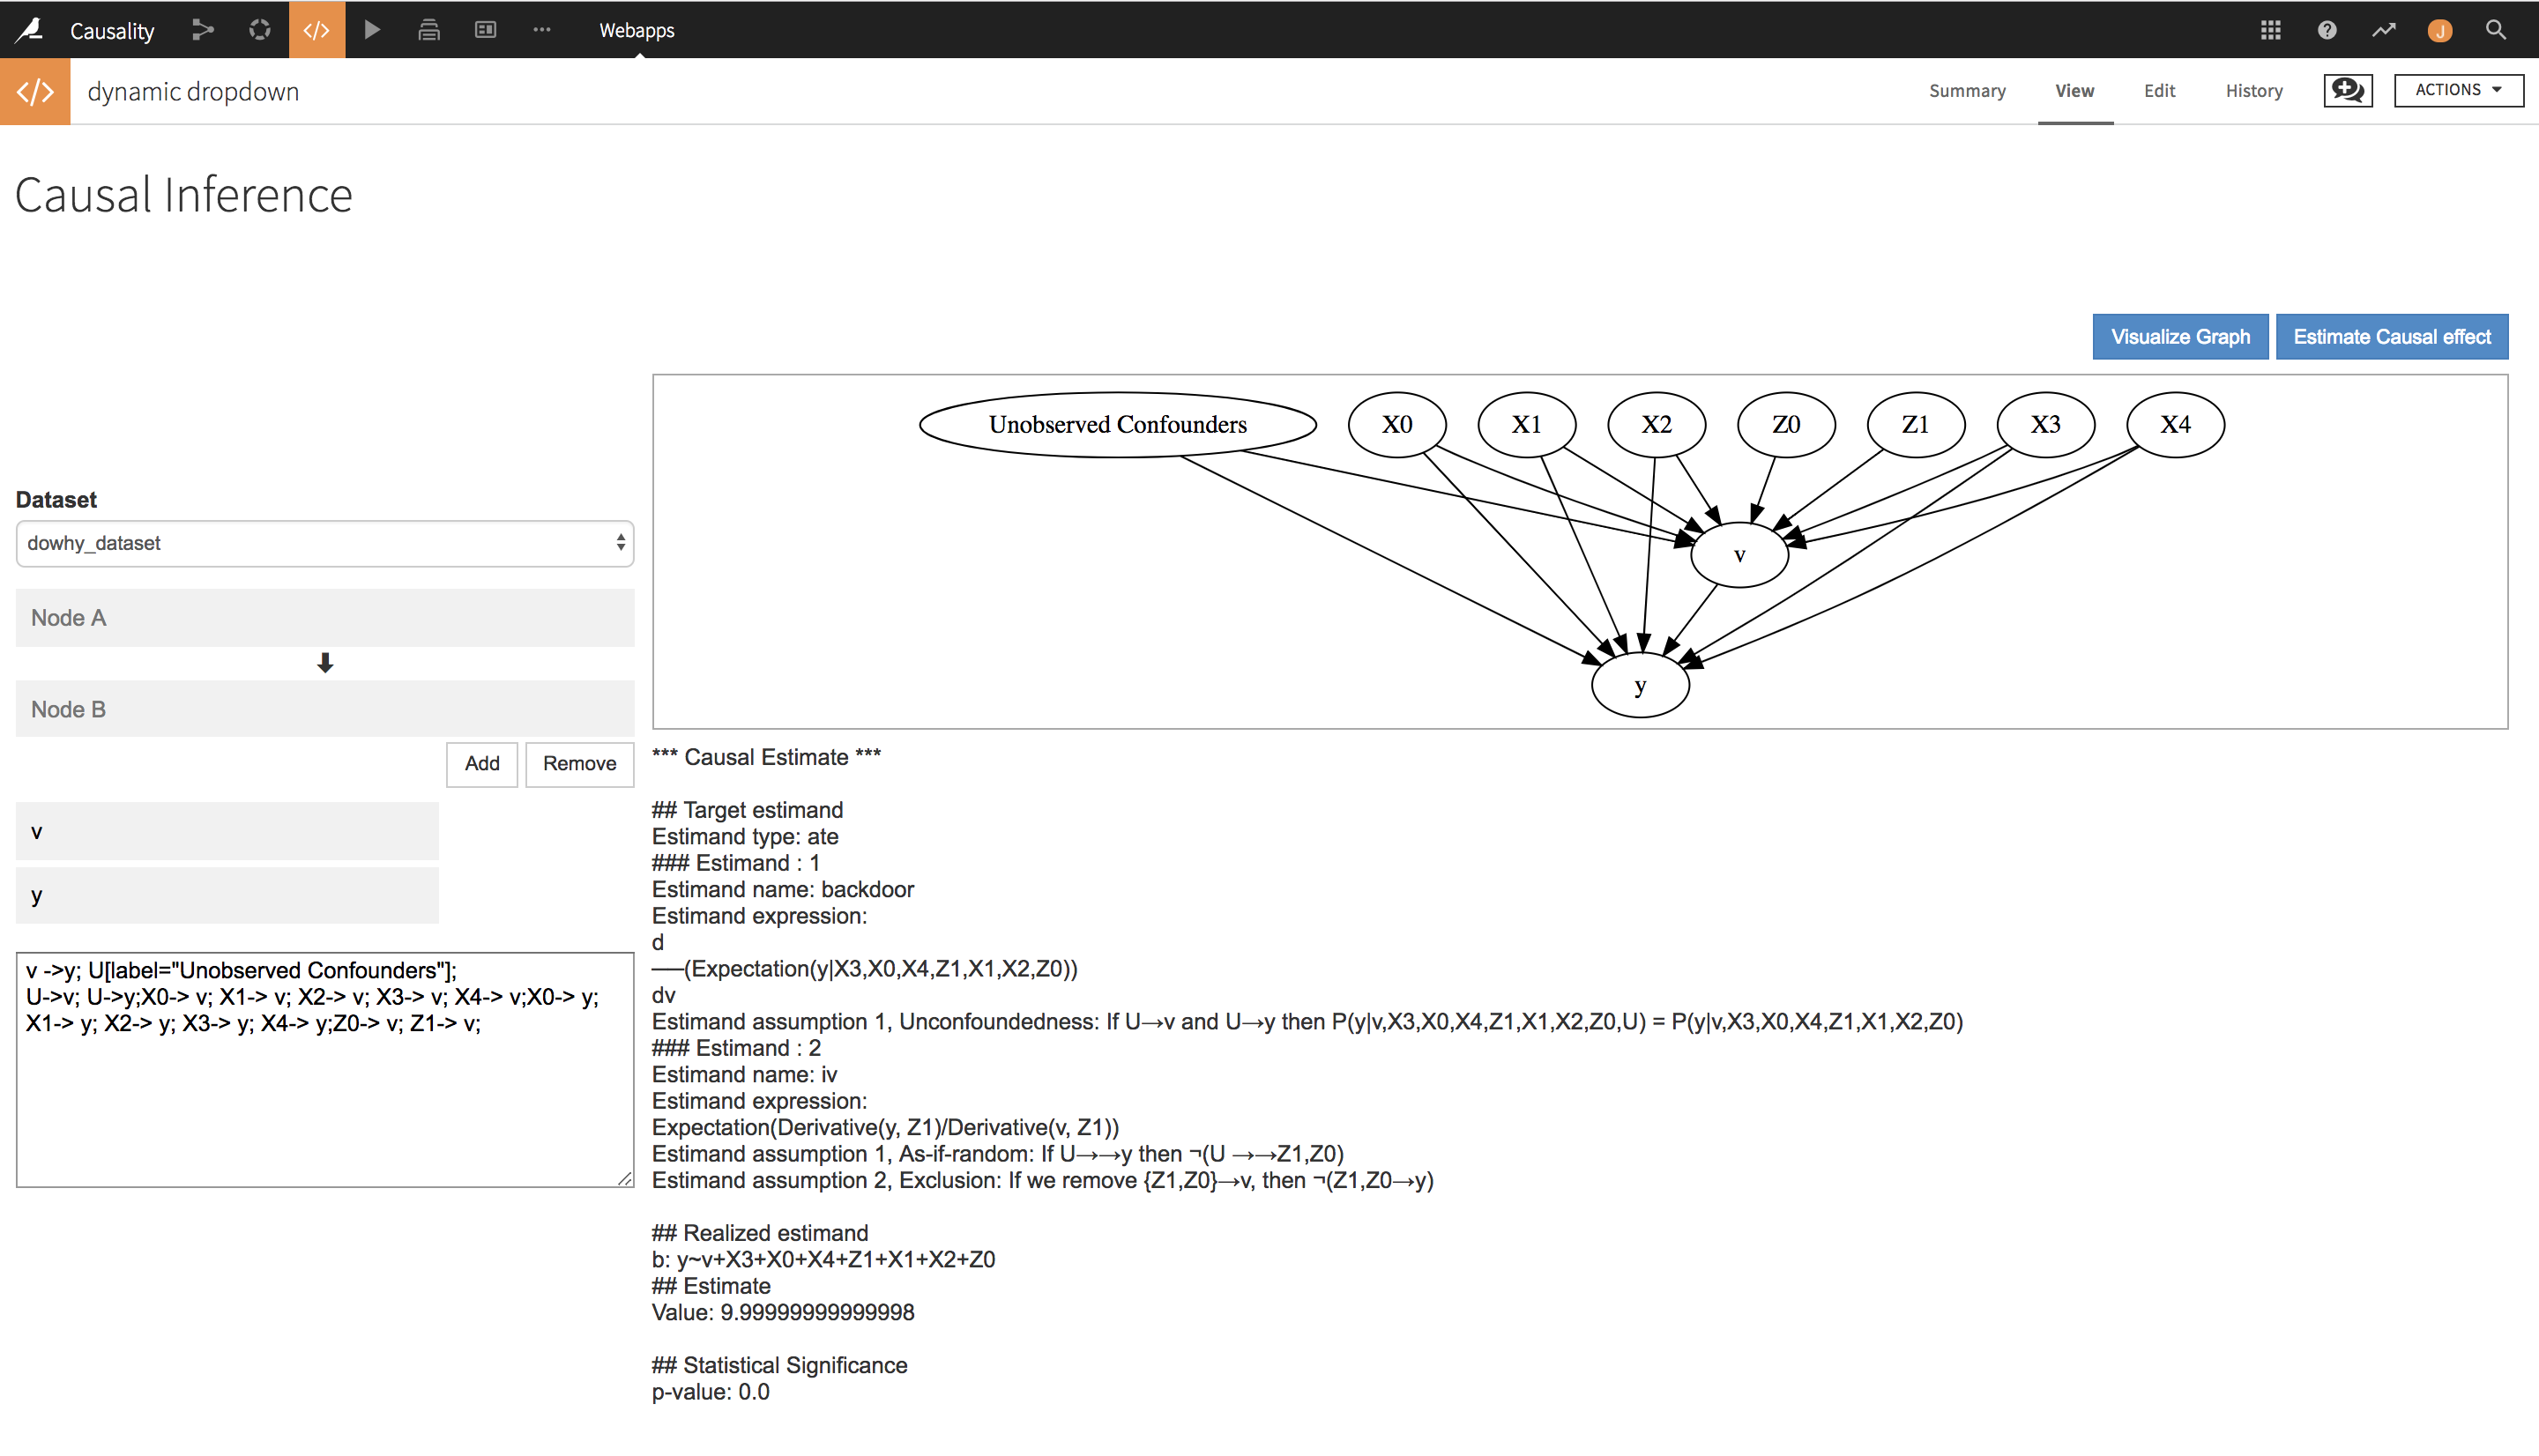 Causality
Webapps
J
dynamic dropdown
Summary
View
Edit
History
ACTIONS
Causal Inference
Visualize Graph
Estimate Causal effect
Unobserved Confounders
X0
X1
X2
Z0
Z1
X3
X4
v
y
Dataset
dowhy_dataset
Node A
Node B
Add
Remove
v
y
v ->y; U[label="Unobserved Confounders"];
U->v; U->y;X0-> v; X1-> v; X2-> v; X3-> v; X4-> v;X0-> y;
X1-> y; X2-> y; X3-> y; X4-> y;Z0-> v; Z1-> v;
*** Causal Estimate ***
## Target estimand
Estimand type: ate
### Estimand : 1
Estimand name: backdoor
Estimand expression:
d
──(Expectation(y|X3,X0,X4,Z1,X1,X2,Z0))
dv
Estimand assumption 1, Unconfoundedness: If U→v and U→y then P(y|v,X3,X0,X4,Z1,X1,X2,Z0,U) = P(y|v,X3,X0,X4,Z1,X1,X2,Z0)
### Estimand : 2
Estimand name: iv
Estimand expression:
Expectation(Derivative(y, Z1)/Derivative(v, Z1))
Estimand assumption 1, As-if-random: If U→→y then ¬(U →→Z1,Z0)
Estimand assumption 2, Exclusion: If we remove {Z1,Z0}→v, then ¬(Z1,Z0→y)
## Realized estimand
b: y~v+X3+X0+X4+Z1+X1+X2+Z0
## Estimate
Value: 9.99999999999998
## Statistical Significance
p-value: 0.0